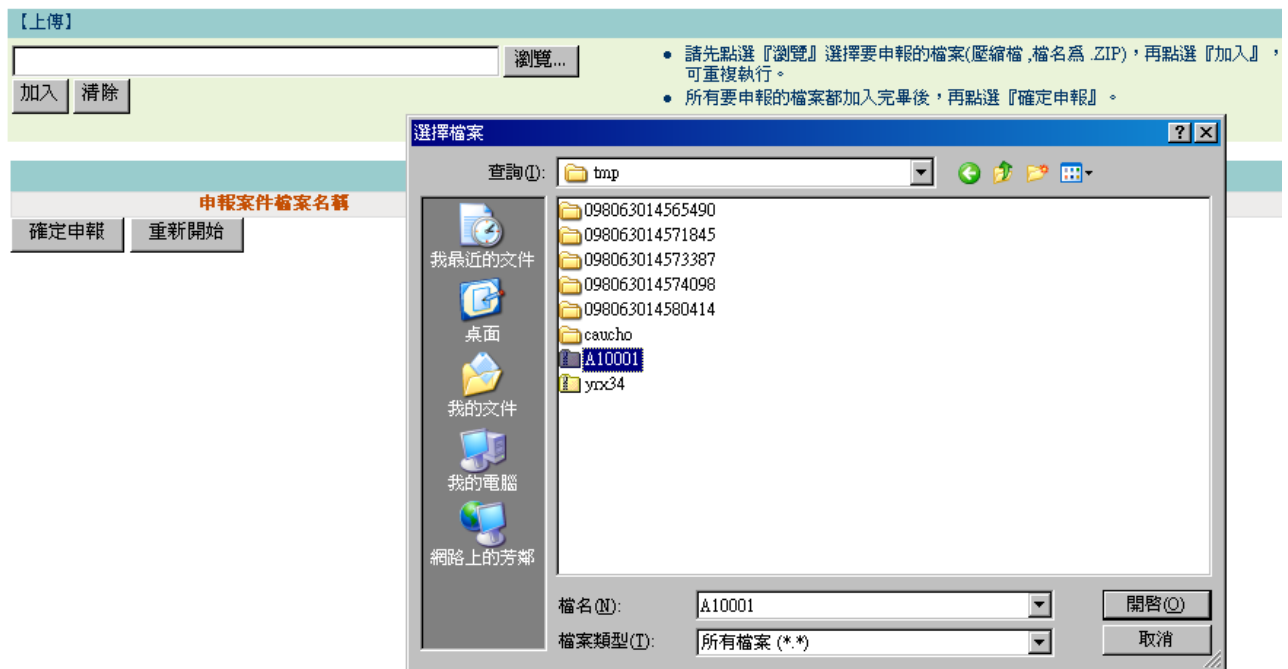 【上傳】
瀏覽...
加入
清除
● 請先點選『瀏覽』選擇要申報的檔案(壓縮檔 ,檔名為 .ZIP)，再點選『加入』，
可重複執行。
● 所有要申報的檔案都加入完畢後，再點選『確定申報』。
申報案件檔案名稱
確定申報
重新開始
選擇檔案
查詢(I):
tmp
我最近的文件
桌面
我的文件
我的電腦
網路上的芳鄰
098063014565490
098063014571845
098063014573387
098063014574098
098063014580414
caucho
A10001
yrx34
檔名(N):
A10001
開啓(O)
檔案類型(T):
所有檔案 (*.*)
取消